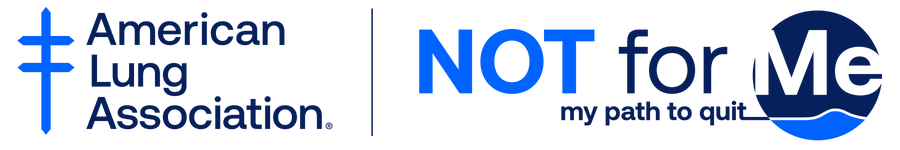 American
Lung
Association®
NOT for Me
my path to quit